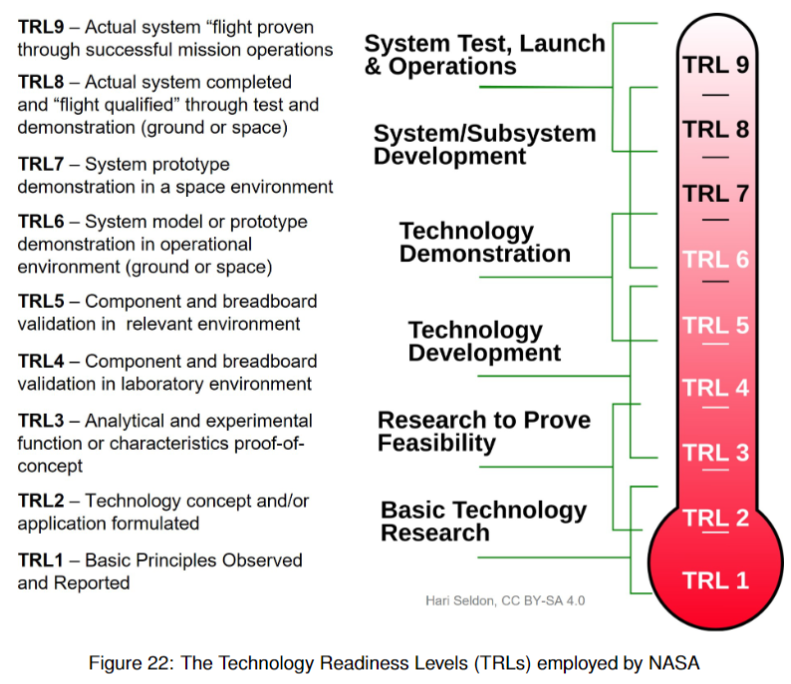 TRL9 – Actual system “flight proven
through successful mission operations
TRL8 – Actual system completed
and “flight qualified” through test and
demonstration (ground or space)
TRL7 – System prototype
demonstration in a space environment
TRL6 – System model or prototype
demonstration in operational
environment (ground or space)
TRL5 – Component and breadboard
validation in relevant environment
TRL4 – Component and breadboard
validation in laboratory environment
TRL3 – Analytical and experimental
function or characteristics proof-of-
concept
TRL2 – Technology concept and/or
application formulated
TRL1 – Basic Principles Observed
and Reported
System Test, Launch
& Operations
System/Subsystem
Development
Technology
Demonstration
Technology
Development
Research to Prove
Feasibility
Basic Technology
Research
TRL 9
TRL 8
TRL 7
TRL 6
TRL 5
TRL 4
TRL 3
TRL 2
TRL 1
Hari Seldon, CC BY-SA 4.0
Figure 22: The Technology Readiness Levels (TRLs) employed by NASA